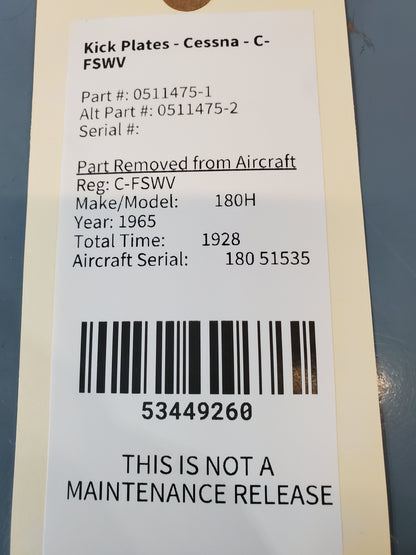 Kick Plates - Cessna - C-
FSWV
Part #: 0511475-1
Alt Part #: 0511475-2
Serial #:
Part Removed from Aircraft
Reg: C-FSWV
Make/Model: 180H
Year: 1965
Total Time: 1928
Aircraft Serial: 180 51535
53449260
THIS IS NOT A
MAINTENANCE RELEASE